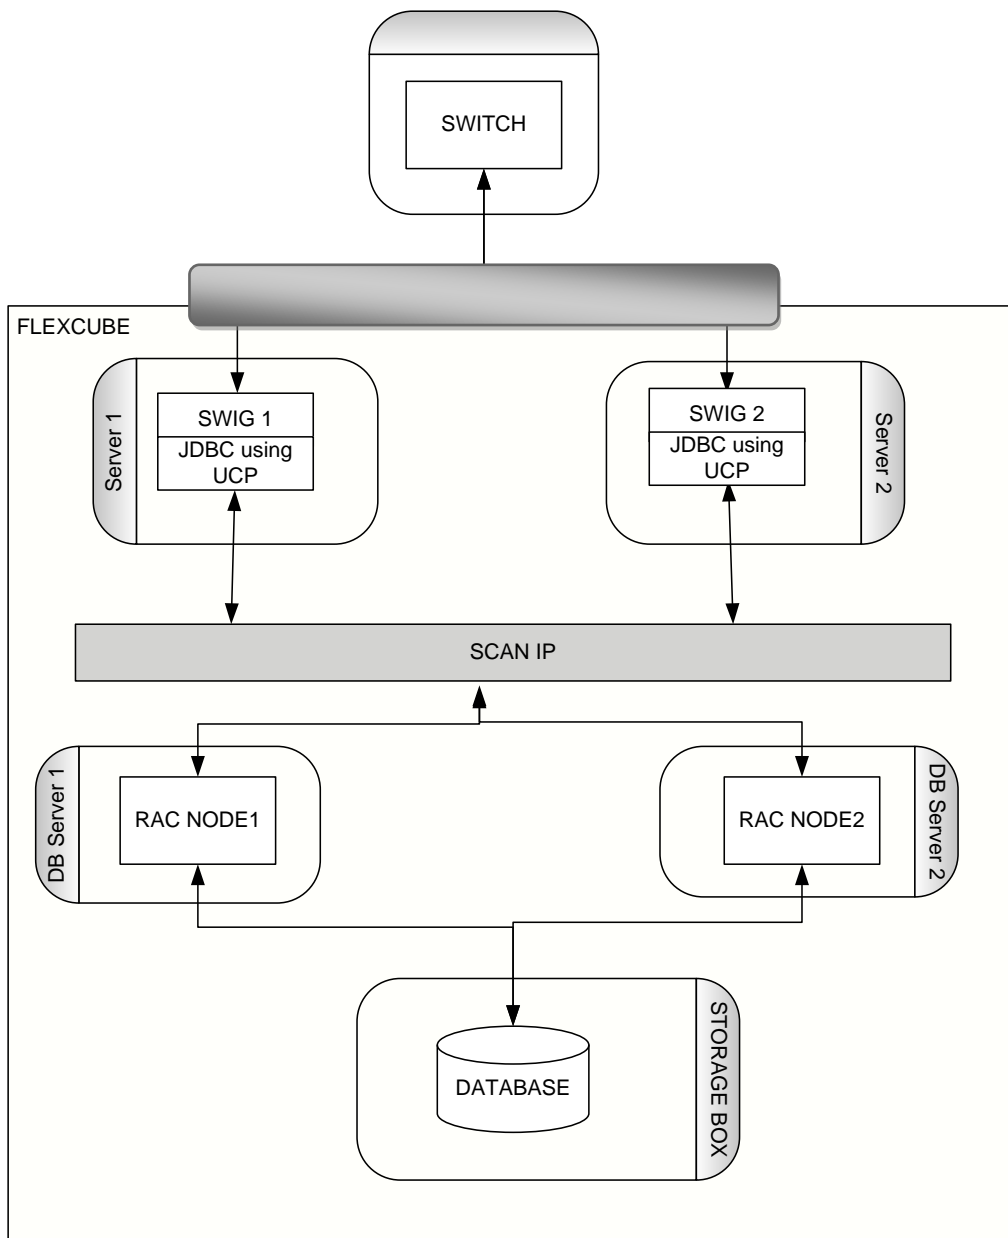 SWITCH
FLEXCUBE
Server 1
SWIG 1
JDBC using
UCP
SWIG 2
JDBC using
UCP
Server 2
SCAN IP
DB Server 1
RAC NODE1
RAC NODE2
DB Server 2
DATABASE
STORAGE BOX